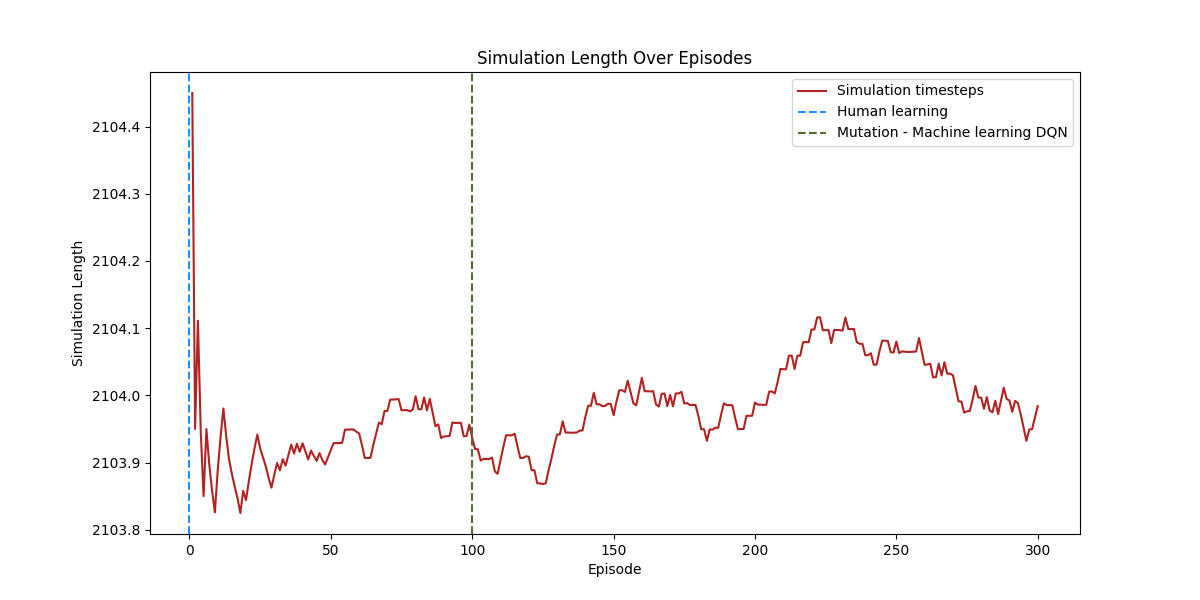 Simulation Length Over Episodes
Simulation timesteps
Human learning
Mutation - Machine learning DQN
2104.4
2104.3
2104.2
2104.1
2104.0
2103.9
2103.8
Simulation Length
0 50 100 150 200 250 300
Episode